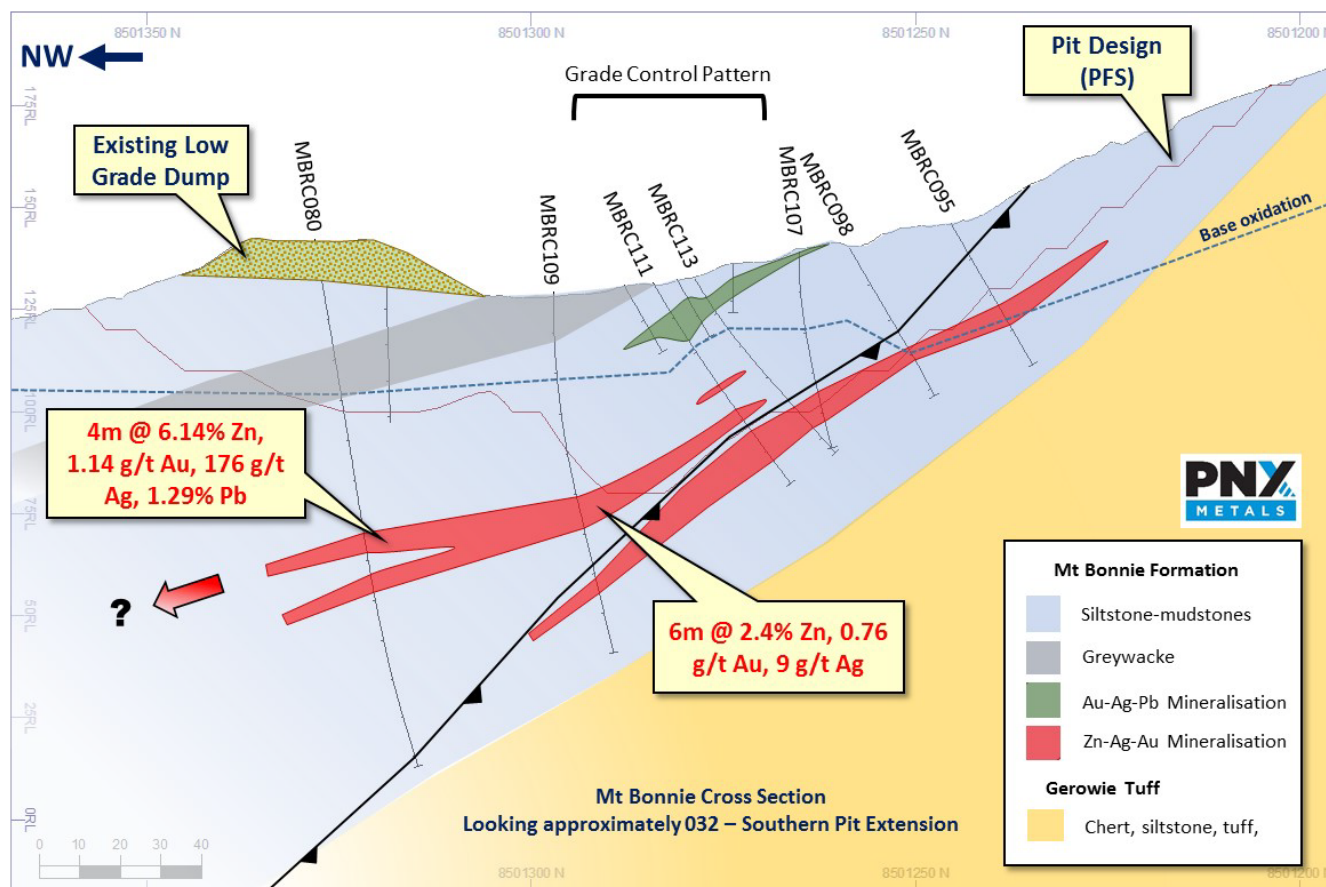 8501350 N
8501300 N
8501250 N
8501200 N
NW
Grade Control Pattern
Pit Design
(PFS)
175RL
Existing Low
Grade Dump
MBRC080
MBRC109
MBRC111
MBRC113
MBRC107
MBRC098
MBRC095
150RL
Base oxidation
125RL
100RL
4m @ 6.14% Zn,
1.14 g/t Au, 176 g/t
Ag, 1.29% Pb
75RL
PNX
METALS
?
50RL
6m @ 2.4% Zn, 0.76
g/t Au, 9 g/t Ag
Mt Bonnie Formation
Siltstone-mudstones
Greywacke
Au-Ag-Pb Mineralisation
Zn-Ag-Au Mineralisation
Gerowie Tuff
Chert, siltstone, tuff,
25RL
0RL
Mt Bonnie Cross Section
Looking approximately 032 – Southern Pit Extension
0 10 20 30 40
8501300 N
8501250 N
8501200 N